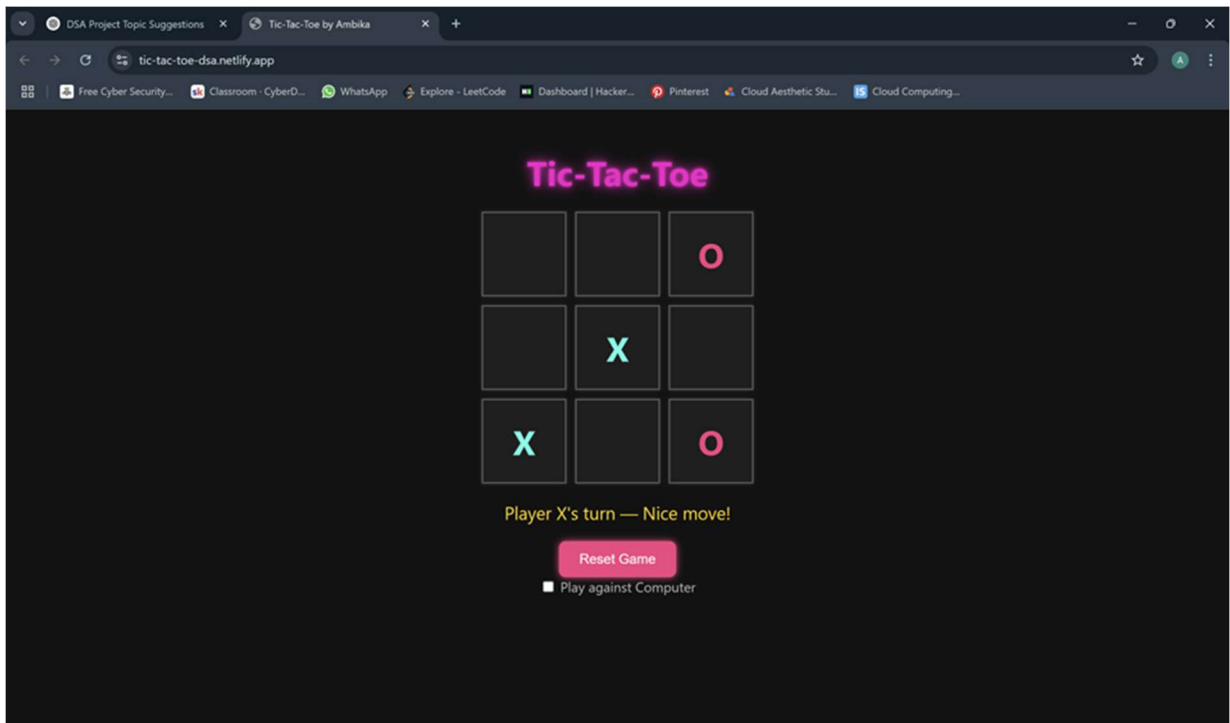 DSA Project Topic Suggestions Tic-Tac-Toe by Ambika
tic-tac-toe-dsa.netlify.app A
Free Cyber Security... sk Classroom · CyberD... WhatsApp Explore - LeetCode Dashboard | Hacker... Pinterest Cloud Aesthetic Stu... IS Cloud Computing...
Tic-Tac-Toe
O
X
X O
Player X's turn — Nice move!
Reset Game
Play against Computer